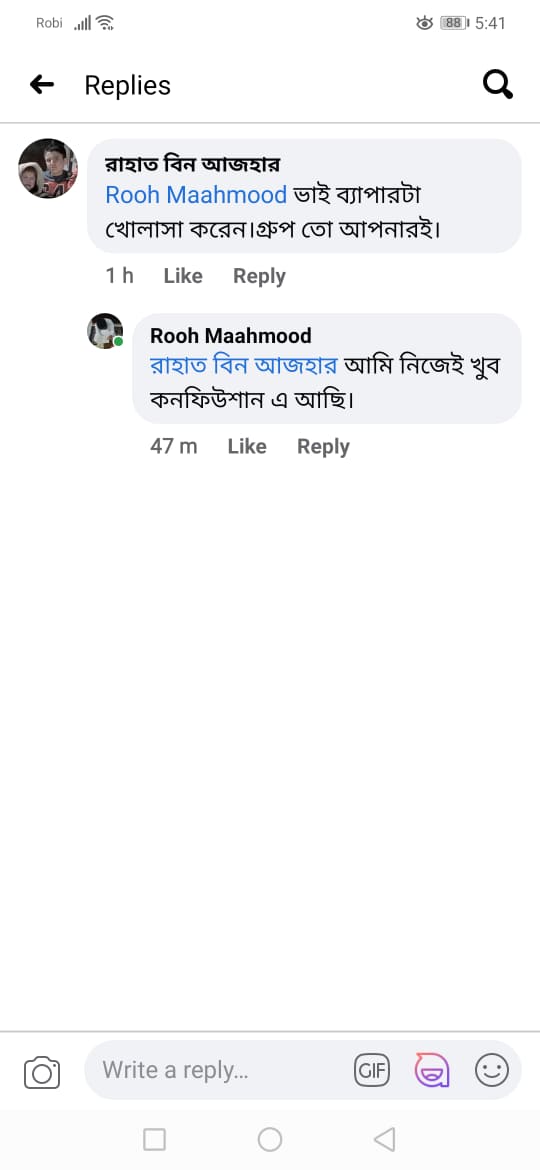 Robi 88 5:41
Replies
রাহাত বিন আজহার
Rooh Maahmood ভাই ব্যাপারটা
খোলাসা করেন।গ্রুপ তো আপনারই।
1 h Like Reply
Rooh Maahmood
রাহাত বিন আজহার আমি নিজেই খুব
কনফিউশান এ আছি।
47 m Like Reply
Write a reply... GIF